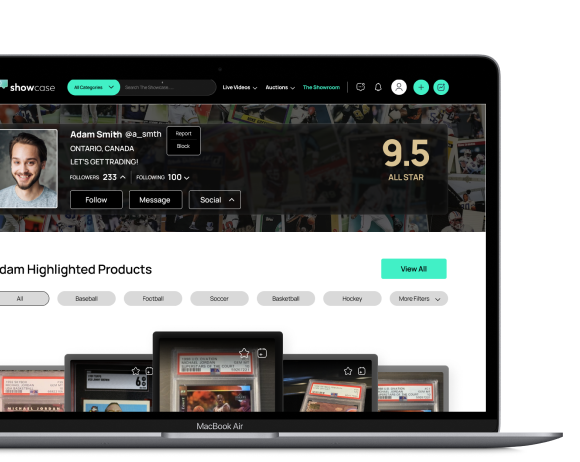 showcase
All Categories
Search The Showcase ...
Live Videos
Auctions
The Showroom
Adam Smith @a_smth
Report
Block
ONTARIO, CANADA
LET'S GET TRADING!
FOLLOWERS 233
FOLLOWING 100
Follow
Message
Social
9.5
ALL STAR
dam Highlighted Products
View All
All
Baseball
Football
Soccer
Basketball
Hockey
More Filters
MICHAEL JORDAN
MacBook Air